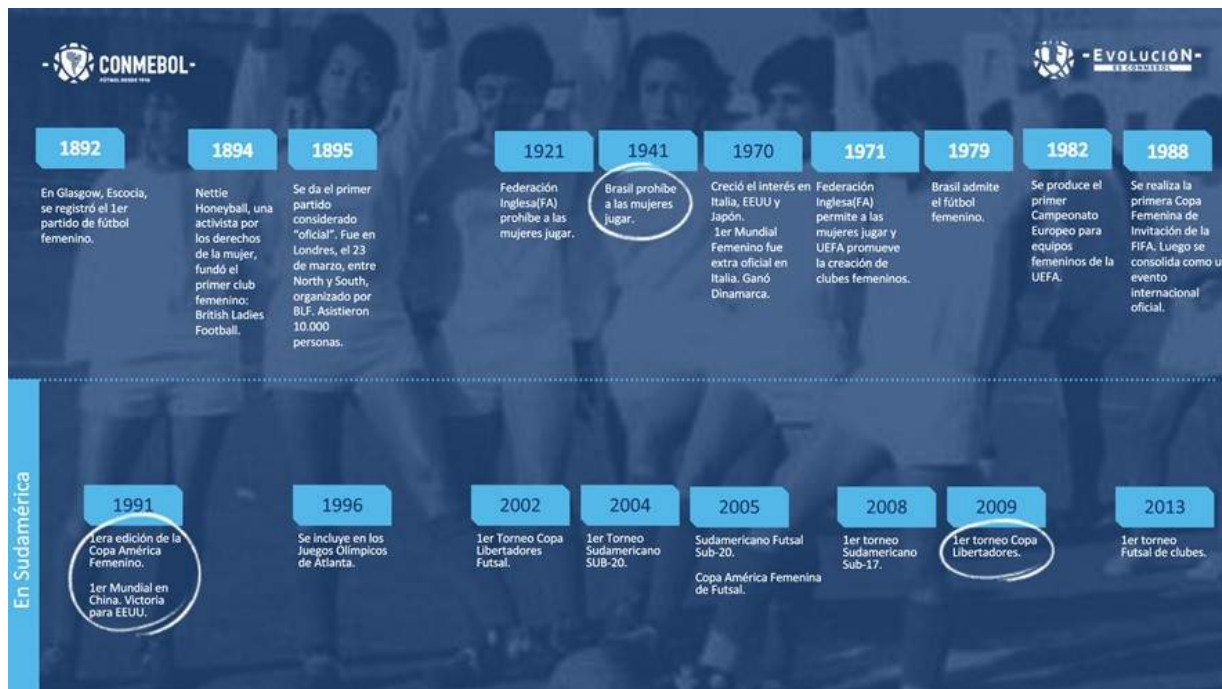 CONMEBOL
FÚTBOL DESDE 1916
EVOLUCIÓN
ES CONMEBOL
1892
En Glasgow, Escocia,
se registró el 1er
partido de fútbol
femenino.
1894
Nettie
Honeyball, una
activista por
los derechos
de la mujer,
fundó el
primer club
femenino:
British Ladies
Football.
1895
Se da el primer
partido
considerado
"oficial". Fue en
Londres, el 23
de marzo, entre
North y South,
organizado por
BLF. Asistieron
10.000
personas.
1921
Federación
Inglesa(FA)
prohíbe a las
mujeres jugar.
1941
Brasil prohíbe
a las mujeres
jugar.
1970
Creció el interés en
Italia, EEUU y
Japón.
1er Mundial
Femenino fue
extra oficial en
Italia. Ganó
Dinamarca.
1971
Federación
Inglesa(FA)
permite a las
mujeres jugar y
UEFA promueve
la creación de
clubes femeninos.
1979
Brasil admite
el fútbol
femenino.
1982
Se produce el
primer
Campeonato
Europeo para
equipos
femeninos de la
UEFA.
1988
Se realiza la
primera Copa
Femenina de
Invitación de la
FIFA. Luego se
consolida como u
evento
internacional
oficial.
En Sudamérica
1991
1era edición de la
Copa América
Femenino.
1er Mundial en
China. Victoria
para EEUU.
1996
Se incluye en los
Juegos Olímpicos
de Atlanta.
2002
1er Torneo Copa
Libertadores
Futsal.
2004
1er Torneo
Sudamericano
SUB-20.
2005
Sudamericano Futsal
Sub-20.
Copa América Femenina
de Futsal.
2008
1er torneo
Sudamericano
Sub-17.
2009
1er torneo Copa
Libertadores.
2013
1er torneo
Futsal de clubes.